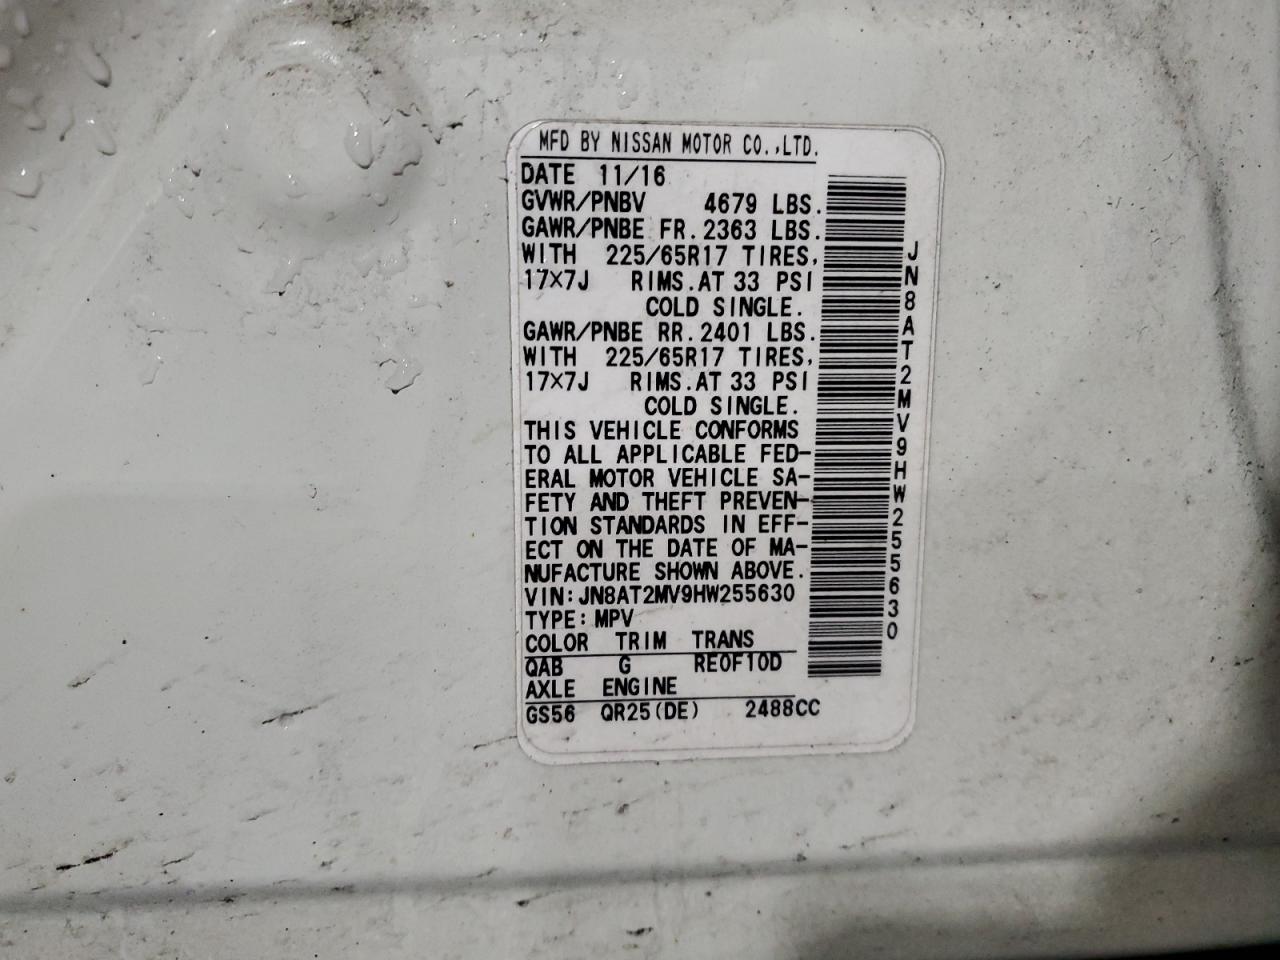 MFD BY NISSAN MOTOR CO.,LTD.
DATE 11/16
GVWR/PNBV 4679 LBS.
GAWR/PNBE FR.2363 LBS.
WITH 225/65R17 TIRES,
17×7J RIMS.AT 33 PSI
COLD SINGLE.
GAWR/PNBE RR.2401 LBS.
WITH 225/65R17 TIRES,
17×7J RIMS.AT 33 PSI
COLD SINGLE.
THIS VEHICLE CONFORMS
TO ALL APPLICABLE FED-
ERAL MOTOR VEHICLE SA-
FETY AND THEFT PREVEN-
TION STANDARDS IN EFF-
ECT ON THE DATE OF MA-
NUFACTURE SHOWN ABOVE.
VIN:JN8AT2MV9HW255630
TYPE:MPV
COLOR TRIM TRANS
QAB G RE0F10D
AXLE ENGINE
GS56 QR25(DE) 2488CC
JN8AT2MV9HW255630